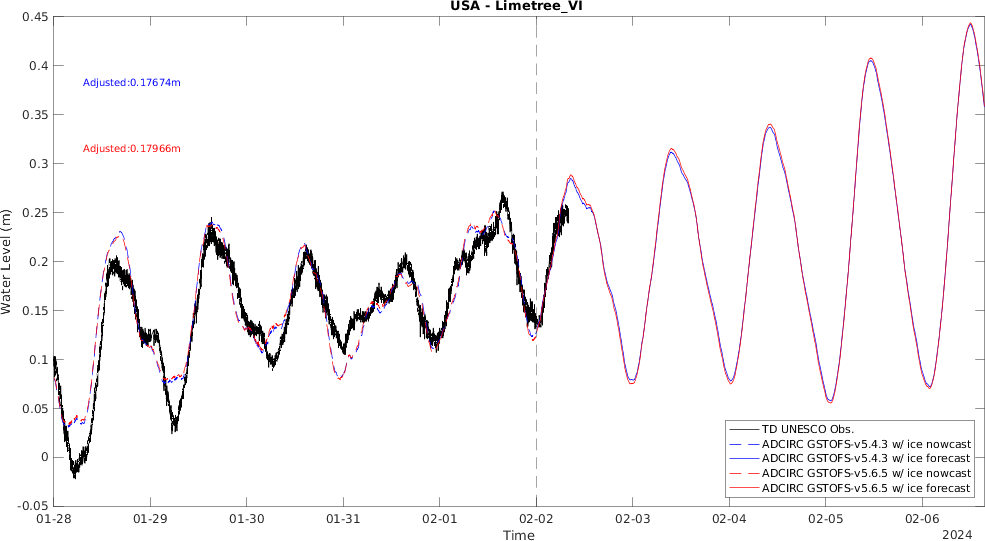 USA - Limetree_VI
0.45
0.4
0.35
0.3
0.25
0.2
0.15
0.1
0.05
0
-0.05
Water Level (m)
Adjusted:0.17674m
Adjusted:0.17966m
TD UNESCO Obs.
ADCIRC GSTOFS-v5.4.3 w/ ice nowcast
ADCIRC GSTOFS-v5.4.3 w/ ice forecast
ADCIRC GSTOFS-v5.6.5 w/ ice nowcast
ADCIRC GSTOFS-v5.6.5 w/ ice forecast
01-28 01-29 01-30 01-31 02-01 02-02 02-03 02-04 02-05 02-06
Time
2024